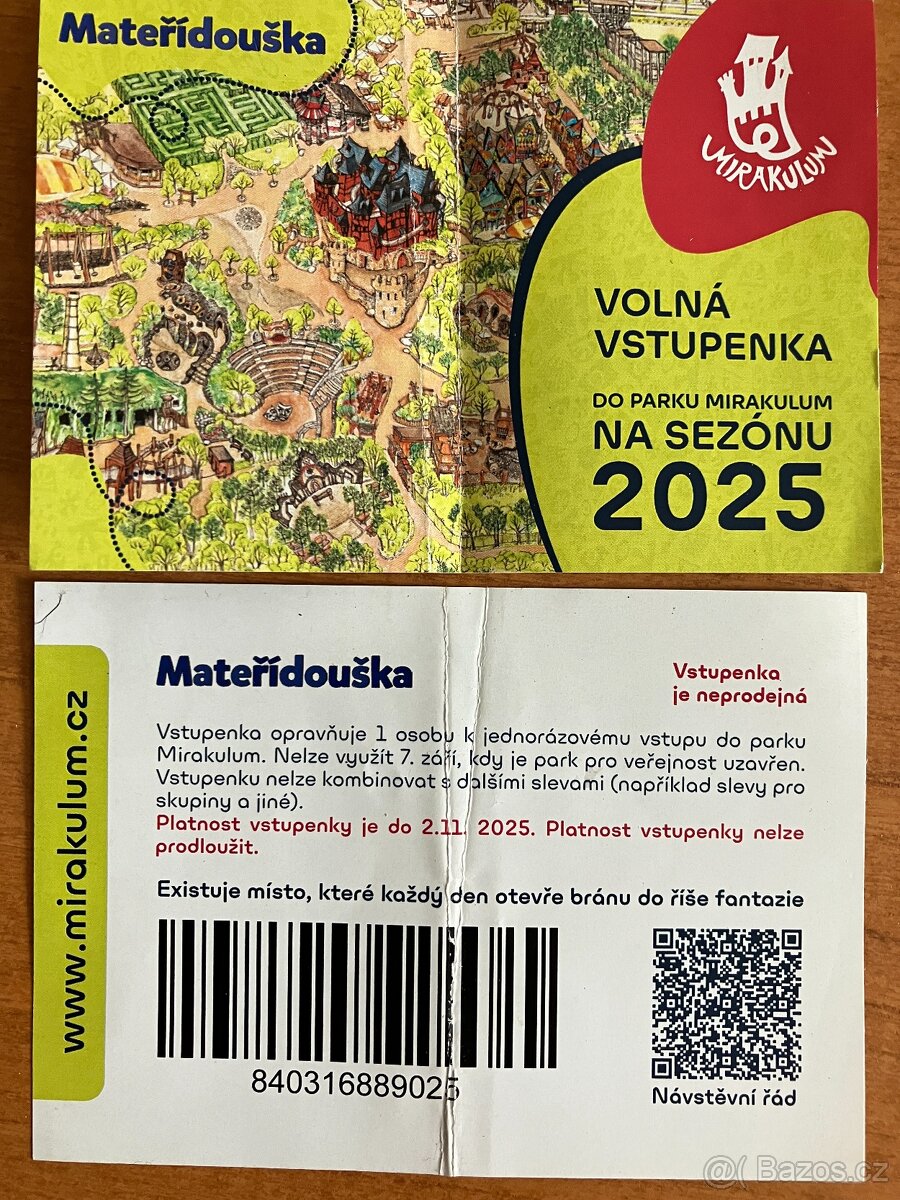 Mateřídouška
MIRAKULUM
VOLNÁ
VSTUPENKA
DO PARKU MIRAKULUM
NA SEZÓNU
2025
www.mirakulum.cz
Mateřídouška
Vstupenka
je neprodejná
Vstupenka opravňuje 1 osobu k jednorázovému vstupu do parku
Mirakulum. Nelze využít 7. září, kdy je park pro veřejnost uzavřen.
Vstupenku nelze kombinovat s dalšími slevami (například slevy pro
skupiny a jiné).
Platnost vstupenky je do 2.11. 2025. Platnost vstupenky nelze
prodloužit.
Existuje místo, které každý den otevře bránu do říše fantazie
840316889025
Návstěvní řád
@( Bazos.cz